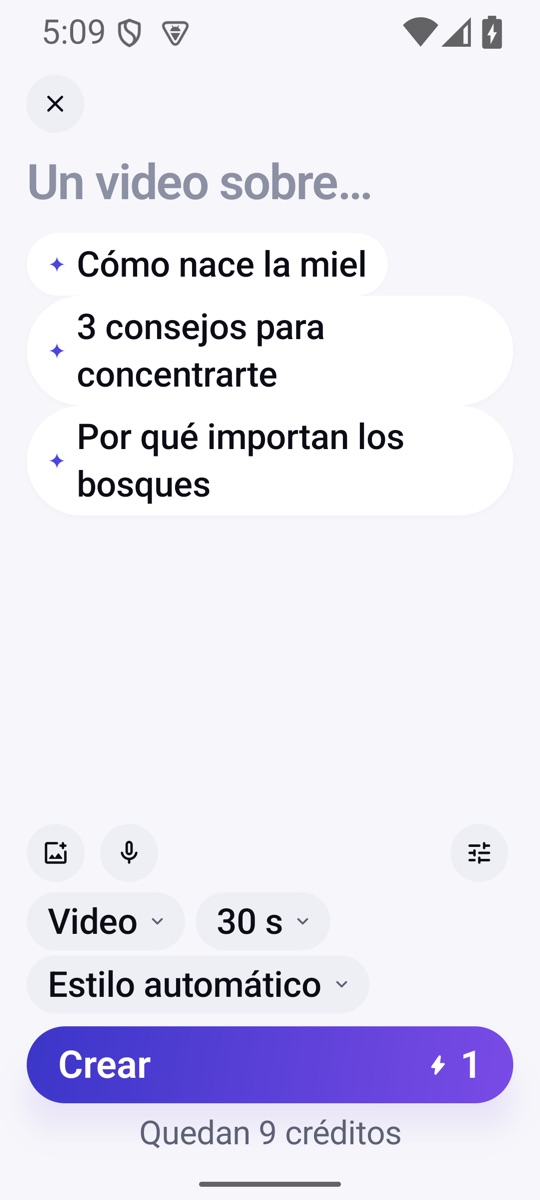 5:09
Un video sobre...
Cómo nace la miel
3 consejos para
concentrarte
Por qué importan los
bosques
Video
30 s
Estilo automático
Crear
1
Quedan 9 créditos